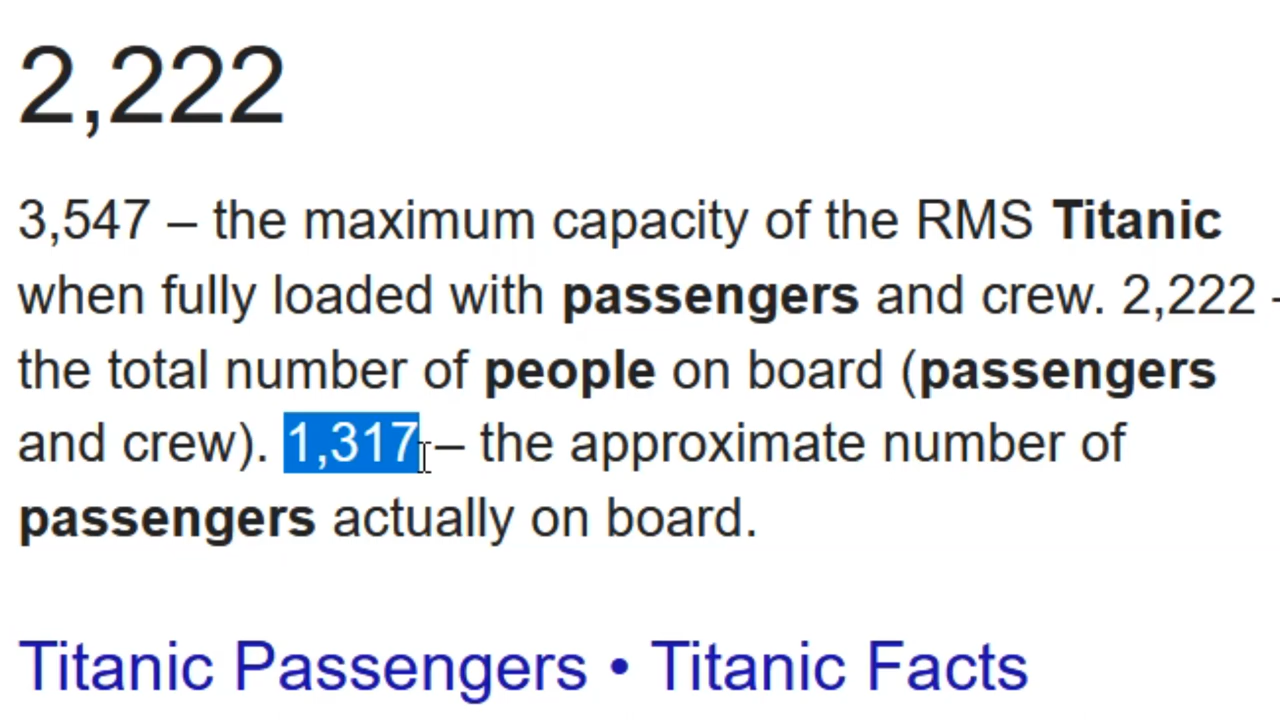 2,222
3,547 – the maximum capacity of the RMS Titanic
when fully loaded with passengers and crew. 2,222 –
the total number of people on board (passengers
and crew). 1,317 – the approximate number of
passengers actually on board.
Titanic Passengers • Titanic Facts